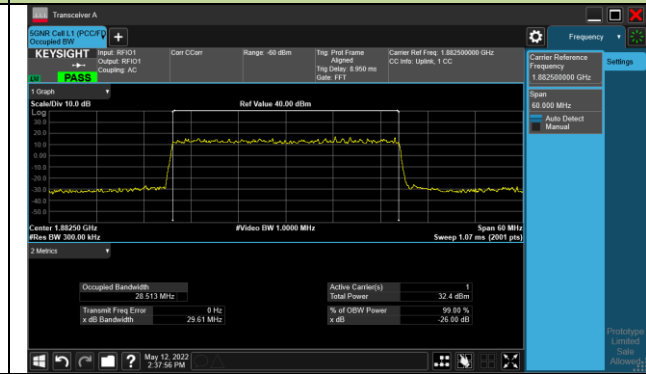 Transceiver A
5GNR Cell L1 (PCC/FD
Occupied BW
Frequency
KEYSIGHT
Input: RFIO1
Output: RFIO1
Coupling: AC
Corr CCorr
Range: -60 dBm
Trig: Prot Frame
Aligned
Trig Delay: 8.950 ms
Gate: FFT
Carrier Ref Freq: 1.882500000 GHz
CC Info: Uplink, 1 CC
PASS
Carrier Reference
Frequency
1.882500000 GHz
Settings
Span
60.000 MHz
Auto Detect
Manual
1 Graph
Scale/Div 10.0 dB
Ref Value 40.00 dBm
Log
30.0
20.0
10.0
0.00
-10.0
-20.0
-30.0
-40.0
-50.0
Center 1.88250 GHz
#Video BW 1.0000 MHz
Span 60 MHz
#Res BW 300.00 kHz
Sweep 1.07 ms (2001 pts)
2 Metrics
Occupied Bandwidth
28.513 MHz
Active Carrier(s) 1
Total Power 32.4 dBm
Transmit Freq Error 0 Hz
x dB Bandwidth 29.61 MHz
% of OBW Power 99.00 %
x dB -26.00 dB
May 12, 2022
2:37:56 PM
Prototype
Limited
Sale
Allowed